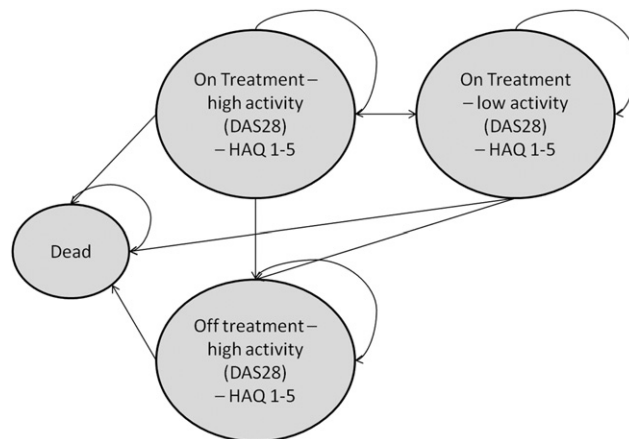 On Treatment –
high activity
(DAS28)
– HAQ 1-5
On Treatment
– low activity
(DAS28)
– HAQ 1-5
Dead
Off treatment –
high activity
(DAS28)
– HAQ 1-5